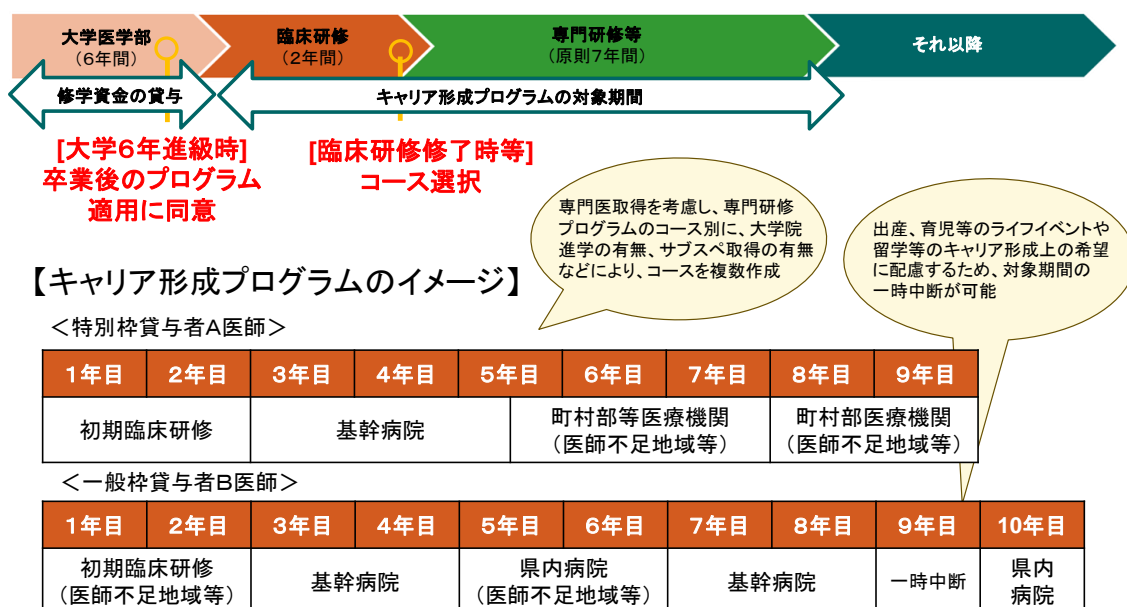 大学医学部
（6年間）
臨床研修
（2年間）
専門研修等
（原則7年間）
それ以降
修学資金の貸与
キャリア形成プログラムの対象期間
[大学6年進級時]
卒業後のプログラム
適用に同意
[臨床研修修了時等]
コース選択
専門医取得を考慮し、専門研修
プログラムのコース別に、大学院
進学の有無、サブスペ取得の有無
などにより、コースを複数作成
出産、育児等のライフイベントや
留学等のキャリア形成上の希望
に配慮するため、対象期間の
一時中断が可能
【キャリア形成プログラムのイメージ】
＜特別枠貸与者A医師＞
1年目 2年目 3年目 4年目 5年目 6年目 7年目 8年目 9年目
初期臨床研修 基幹病院 町村部等医療機関 町村部医療機関
（医師不足地域等） （医師不足地域等）
＜一般枠貸与者B医師＞
1年目 2年目 3年目 4年目 5年目 6年目 7年目 8年目 9年目 10年目
初期臨床研修 基幹病院 県内病院 基幹病院 一時中断 県内
（医師不足地域等） （医師不足地域等） 病院